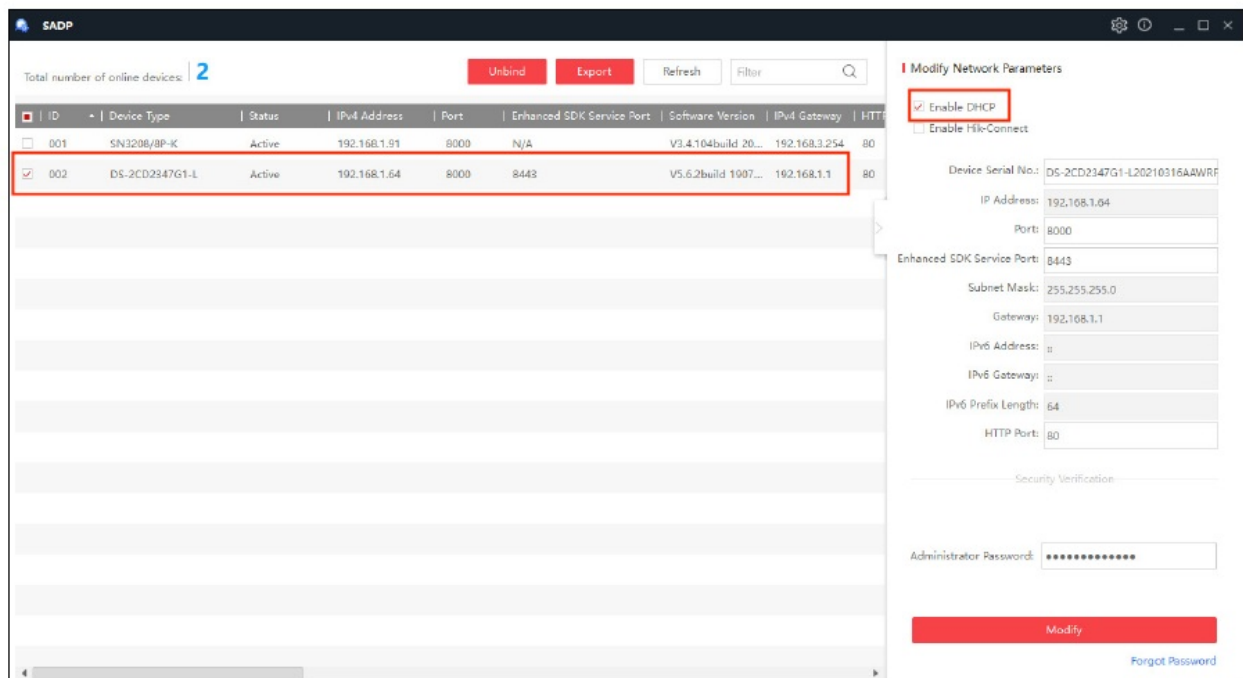 SADP
Total number of online devices: 2
Unbind Export Refresh Filter
ID Device Type Status IPv4 Address Port Enhanced SDK Service Port Software Version IPv4 Gateway HTTP
001 SN3208/8P-K Active 192.168.1.91 8000 N/A V3.4.104build 20... 192.168.3.254 80
002 DS-2CD2347G1-L Active 192.168.1.64 8000 8443 V5.6.2build 1907... 192.168.1.1 80
Modify Network Parameters
Enable DHCP
Enable Hik-Connect
Device Serial No.: DS-2CD2347G1-L20210316AAWRF
IP Address: 192.168.1.64
Port: 8000
Enhanced SDK Service Port: 8443
Subnet Mask: 255.255.255.0
Gateway: 192.168.1.1
IPv6 Address: ::
IPv6 Gateway: ::
IPv6 Prefix Length: 64
HTTP Port: 80
Security Verification
Administrator Password: •••••••••••••
Modify
Forgot Password